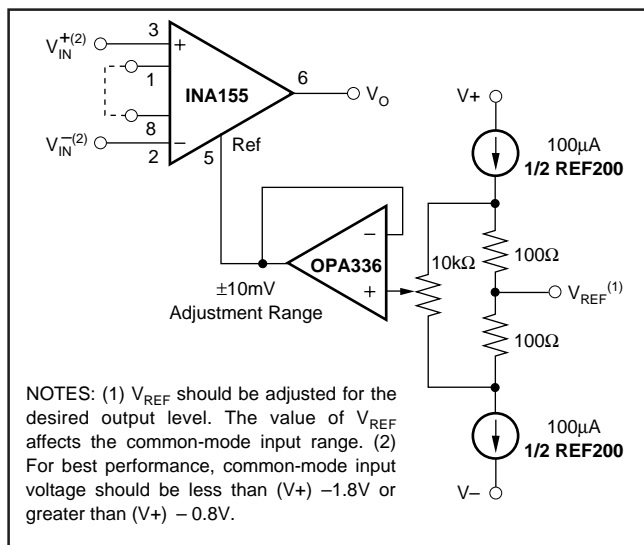 V+IN(2)
3
+
1
INA155
6
VO
8
V–IN(2)
–
2
5
Ref
V+
100µA
1/2 REF200
–
OPA336
+
10kΩ
100Ω
VREF(1)
100Ω
±10mV
Adjustment Range
100µA
1/2 REF200
V–
NOTES: (1) VREF should be adjusted for the
desired output level. The value of VREF
affects the common-mode input range. (2)
For best performance, common-mode input
voltage should be less than (V+) –1.8V or
greater than (V+) – 0.8V.